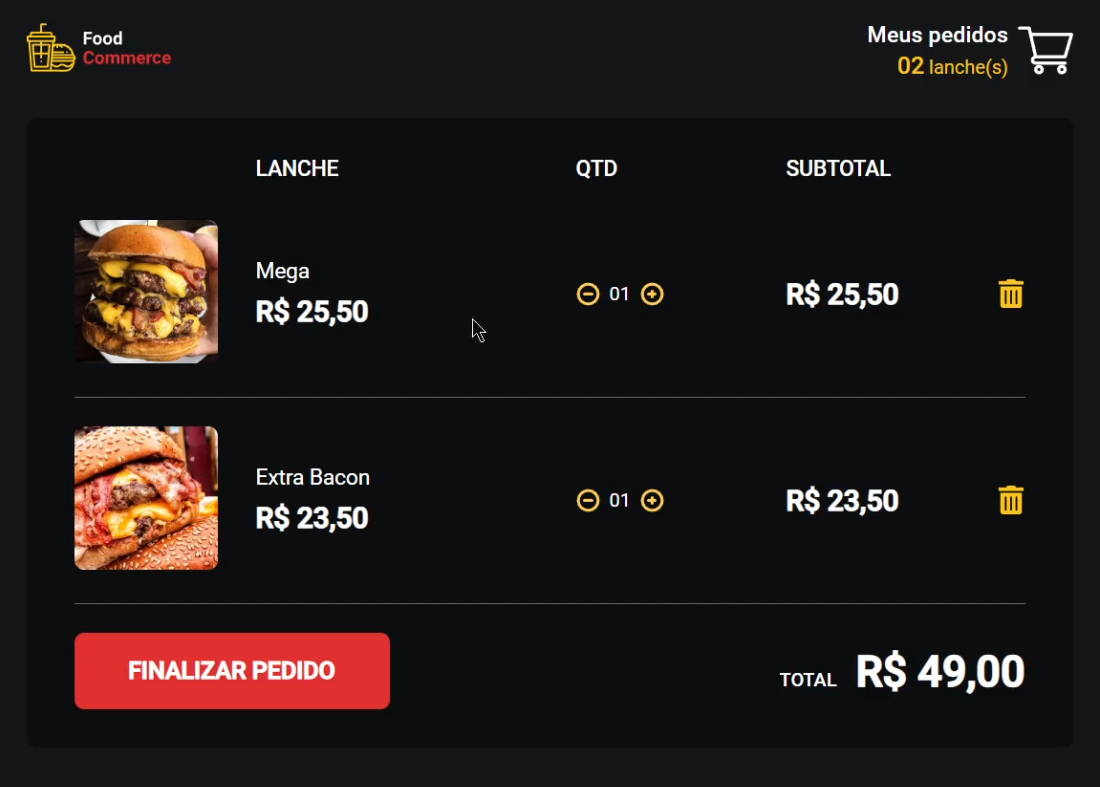 Food
Commerce
Meus pedidos
02 lanche(s)
LANCHE QTD SUBTOTAL
Mega
R$ 25,50
01
R$ 25,50
Extra Bacon
R$ 23,50
01
R$ 23,50
FINALIZAR PEDIDO
TOTAL R$ 49,00